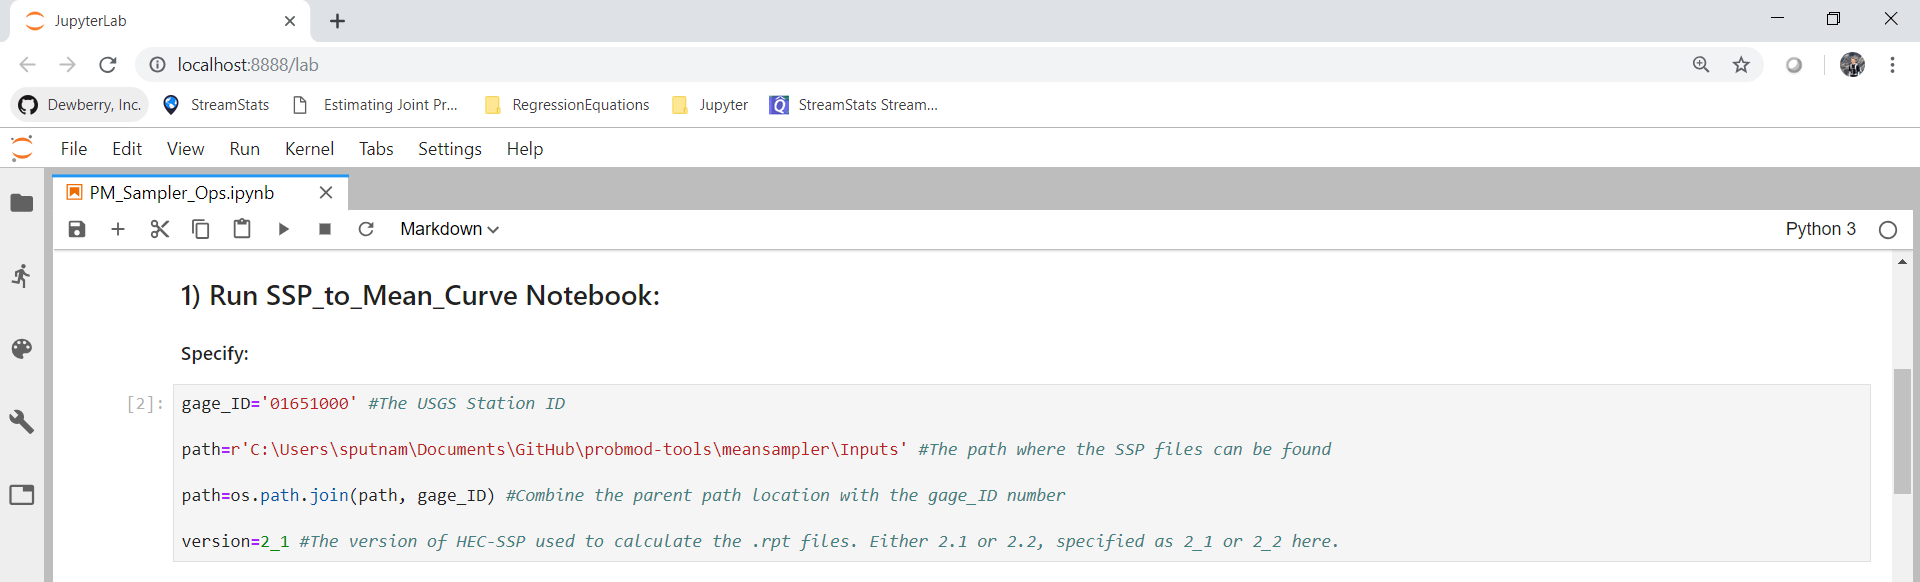 JupyterLab
localhost:8888/lab
Dewberry, Inc. StreamStats Estimating Joint Pr... RegressionEquations Jupyter StreamStats Stream...
File Edit View Run Kernel Tabs Settings Help
PM_Sampler_Ops.ipynb
Markdown Python 3
1) Run SSP_to_Mean_Curve Notebook:
Specify:
[2]: gage_ID='01651000' #The USGS Station ID
path=r'C:\Users\sputnam\Documents\GitHub\probmod-tools\meansampler\Inputs' #The path where the SSP files can be found
path=os.path.join(path, gage_ID) #Combine the parent path location with the gage_ID number
version=2_1 #The version of HEC-SSP used to calculate the .rpt files. Either 2.1 or 2.2, specified as 2_1 or 2_2 here.